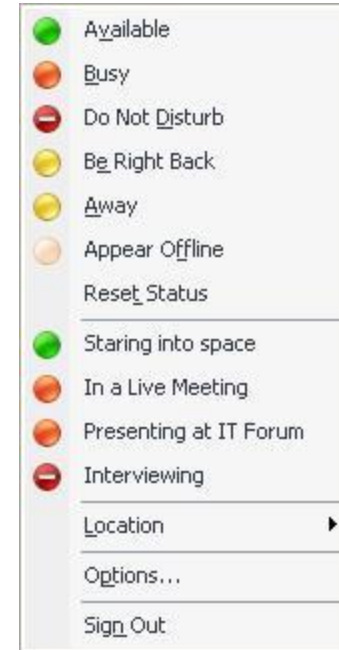 Available
Busy
Do Not Disturb
Be Right Back
Away
Appear Offline
Reset Status
Staring into space
In a Live Meeting
Presenting at IT Forum
Interviewing
Location
Options...
Sign Out